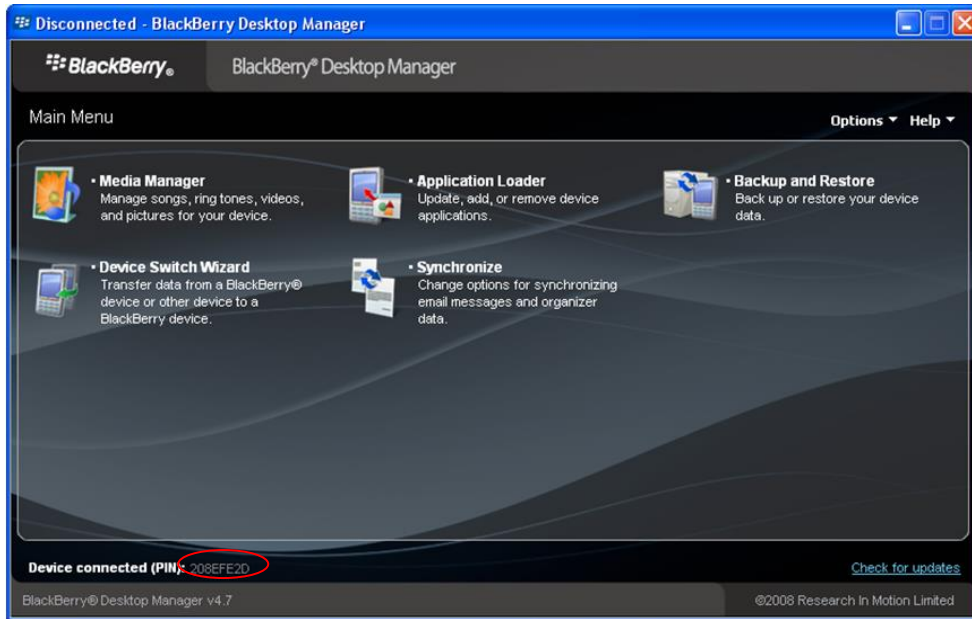 Disconnected - BlackBerry Desktop Manager
BlackBerry®
BlackBerry® Desktop Manager
Main Menu
Options Help
Media Manager
Manage songs, ring tones, videos,
and pictures for your device.
Application Loader
Update, add, or remove device
applications.
Backup and Restore
Back up or restore your device
data.
Device Switch Wizard
Transfer data from a BlackBerry®
device or other device to a
BlackBerry device.
Synchronize
Change options for synchronizing
email messages and organizer
data.
Device connected (PIN): 208EFE2D
Check for updates
BlackBerry® Desktop Manager v4.7
©2008 Research In Motion Limited